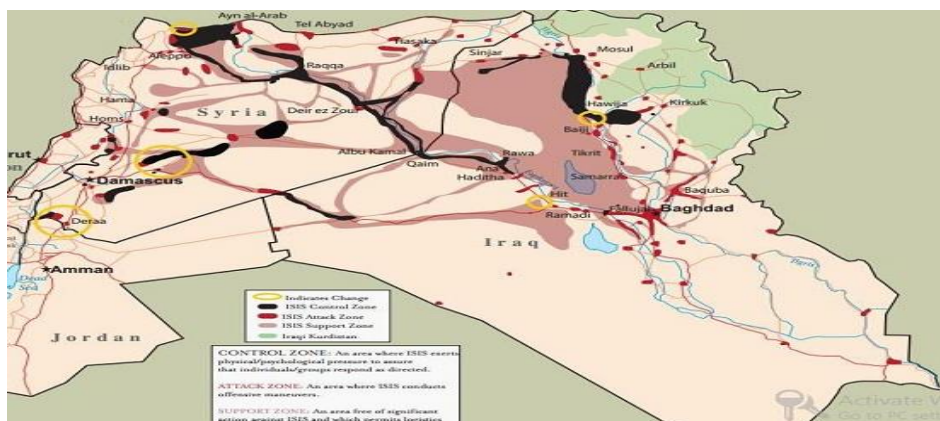 Ayn al-Arab
Tel Abyad
Aleppo
Hasaka
Sinjar
Mosul
Idlib
Raqqa
Arbil
Hama
Syria
Deir ez Zour
Hawija
Kirkuk
Homs
Baiji
Albu Kamal
Rawa
Tikrit
Qaim
Ana
Haditha
Samarra
Damascus
Hit
Baquba
Ramadi
Fallujah
Baghdad
Deraa
Iraq
Amman
Dead
Sea
Jordan
Indicates Change
ISIS Control Zone
ISIS Attack Zone
ISIS Support Zone
Iraqi Kurdistan
CONTROL ZONE: An area where ISIS exerts
physical/psychological pressure to assure
that individuals/groups respond as directed.
ATTACK ZONE: An area where ISIS conducts
offensive maneuvers.
SUPPORT ZONE: An area free of significant
action against ISIS and which permits logistics
Activate W
Go to PC sett